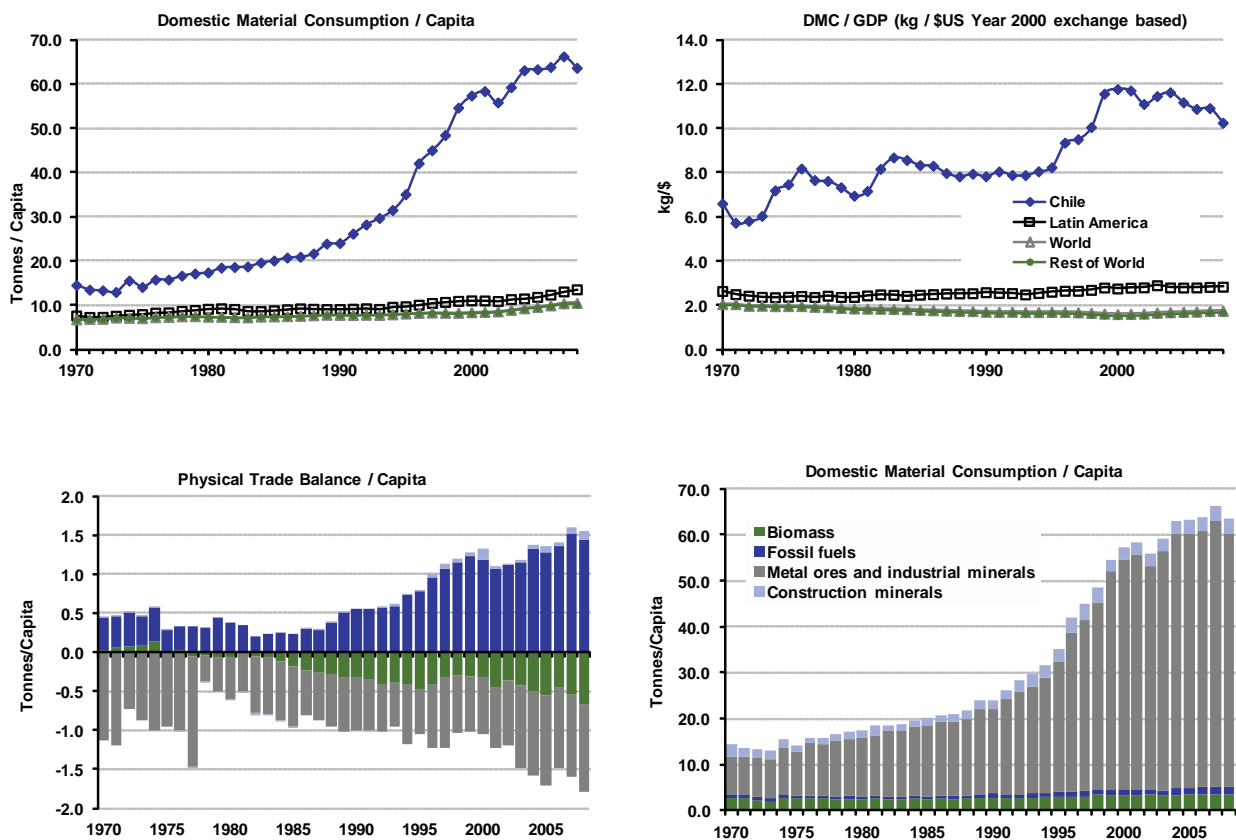 Domestic Material Consumption / Capita
70.0
60.0
50.0
40.0
30.0
20.0
10.0
0.0
Tonnes / Capita
1970 1980 1990 2000
DMC / GDP (kg / $US Year 2000 exchange based)
14.0
12.0
10.0
8.0
6.0
4.0
2.0
0.0
kg/$
Chile
Latin America
World
Rest of World
1970 1980 1990 2000
Physical Trade Balance / Capita
2.0
1.5
1.0
0.5
0.0
-0.5
-1.0
-1.5
-2.0
Tonnes/Capita
1970 1975 1980 1985 1990 1995 2000 2005
Domestic Material Consumption / Capita
70.0
60.0
50.0
40.0
30.0
20.0
10.0
0.0
Tonnes/Capita
Biomass
Fossil fuels
Metal ores and industrial minerals
Construction minerals
1970 1975 1980 1985 1990 1995 2000 2005